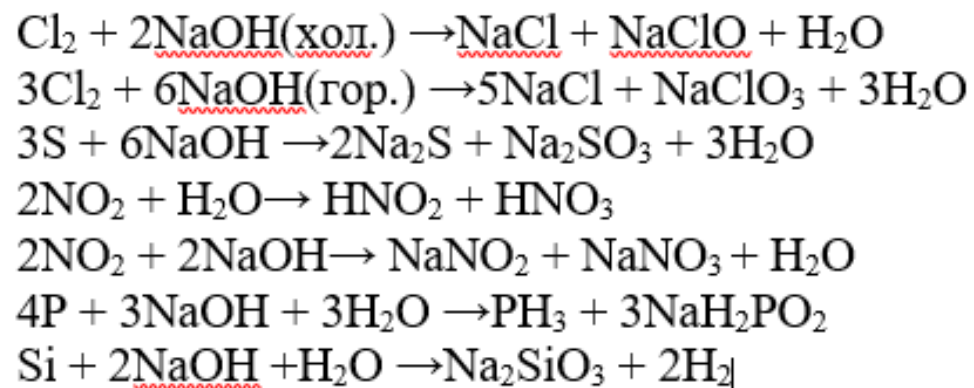 Cl₂ + 2NaOH(хол.) →NaCl + NaClO + H₂O
3Cl₂ + 6NaOH(гор.) →5NaCl + NaClO₃ + 3H₂O
3S + 6NaOH →2Na₂S + Na₂SO₃ + 3H₂O
2NO₂ + H₂O→ HNO₂ + HNO₃
2NO₂ + 2NaOH→ NaNO₂ + NaNO₃ + H₂O
4P + 3NaOH + 3H₂O →PH₃ + 3NaH₂PO₂
Si + 2NaOH +H₂O →Na₂SiO₃ + 2H₂